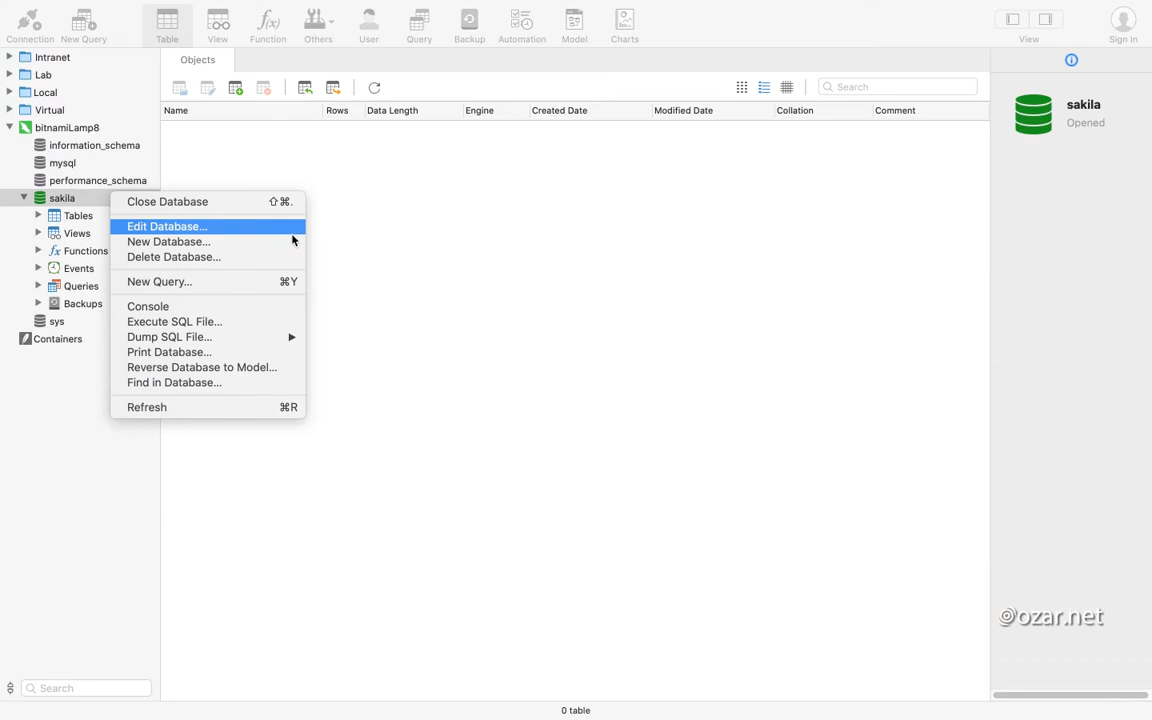 Connection
New Query
Table
View
Function
Others
User
Query
Backup
Automation
Model
Charts
View
Sign In
Intranet
Lab
Local
Virtual
bitnamiLamp8
information_schema
mysql
performance_schema
sakila
Tables
Views
fx Functions
Events
Queries
Backups
sys
Containers
Search
Objects
Search
Name Rows Data Length Engine Created Date Modified Date Collation Comment
Close Database ⇧⌘.
Edit Database...
New Database...
Delete Database...
New Query... ⌘Y
Console
Execute SQL File...
Dump SQL File...
Print Database...
Reverse Database to Model...
Find in Database...
Refresh ⌘R
sakila
Opened
@ozar.net
0 table